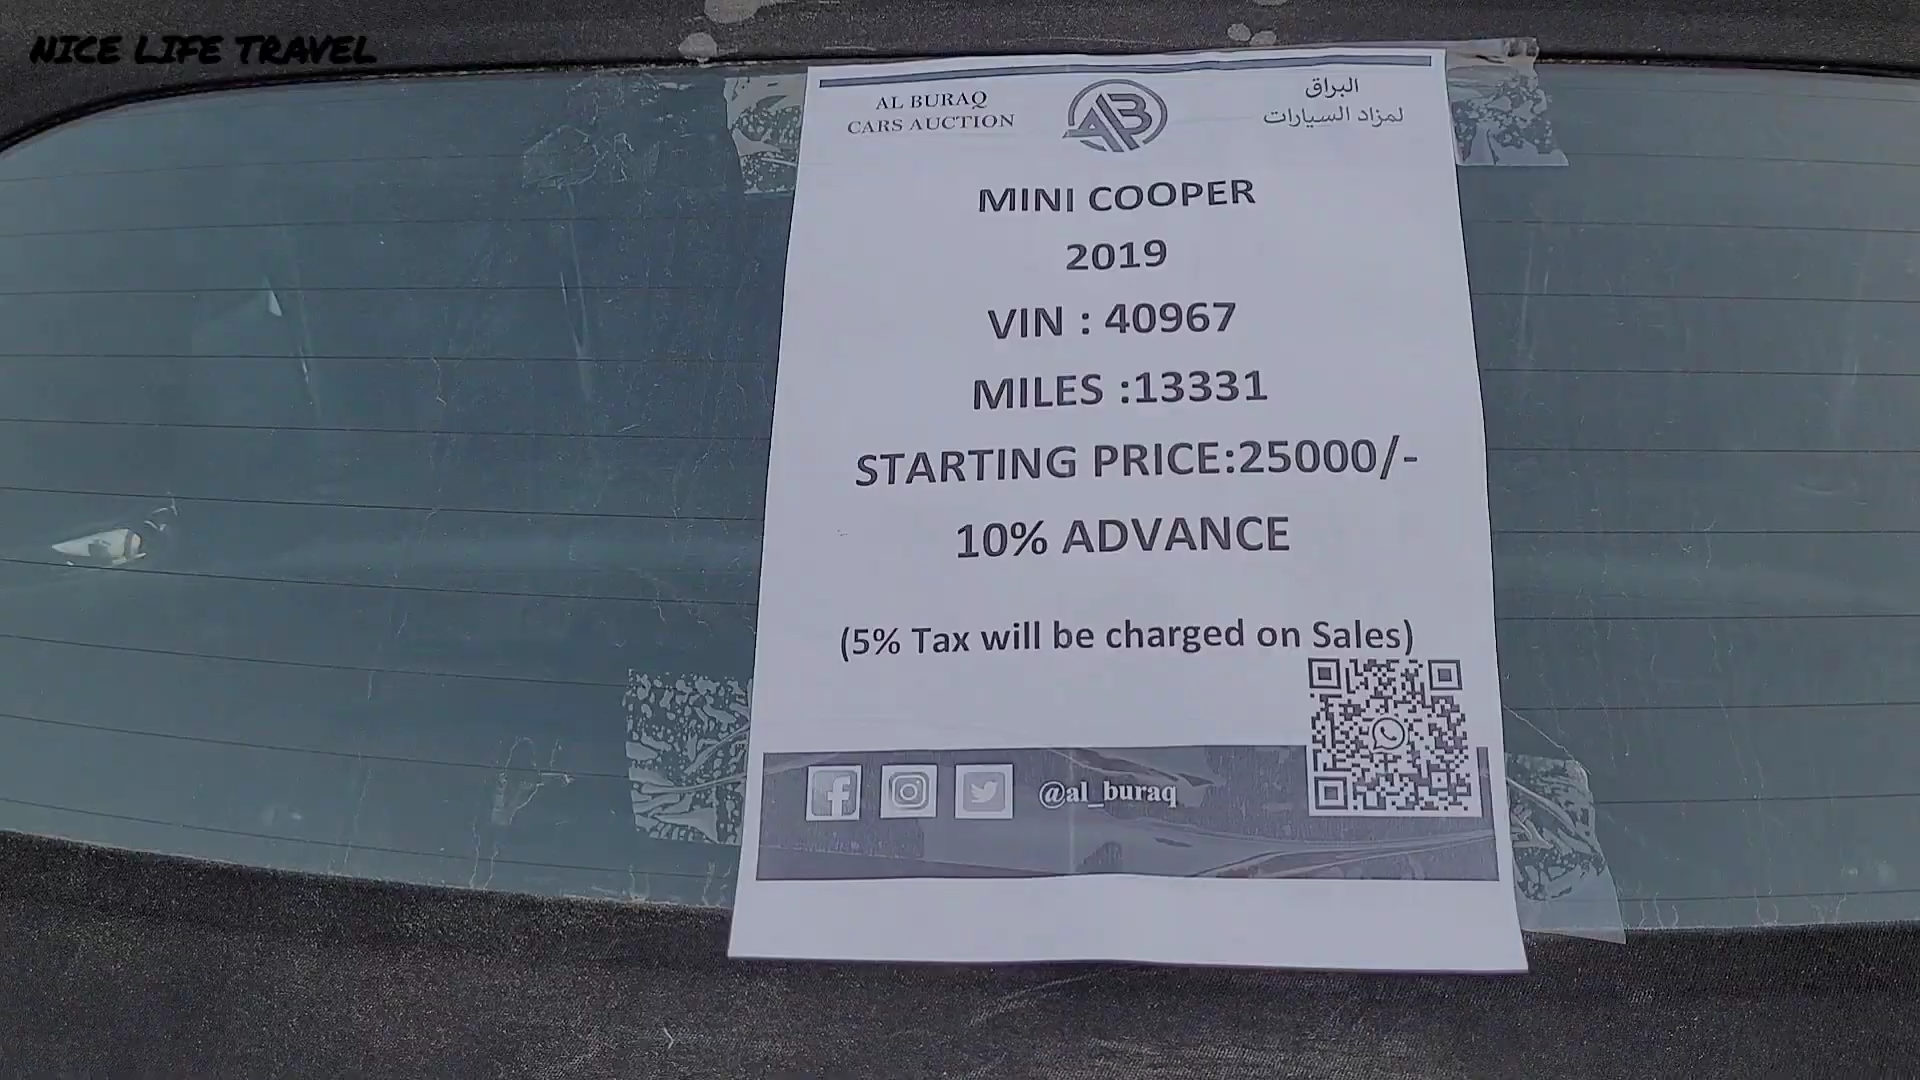 NICE LIFE TRAVEL
AL BURAQ
CARS AUCTION
AB
البراق
لمزاد السيارات
MINI COOPER
2019
VIN : 40967
MILES :13331
STARTING PRICE:25000/-
10% ADVANCE
(5% Tax will be charged on Sales)
@al_buraq